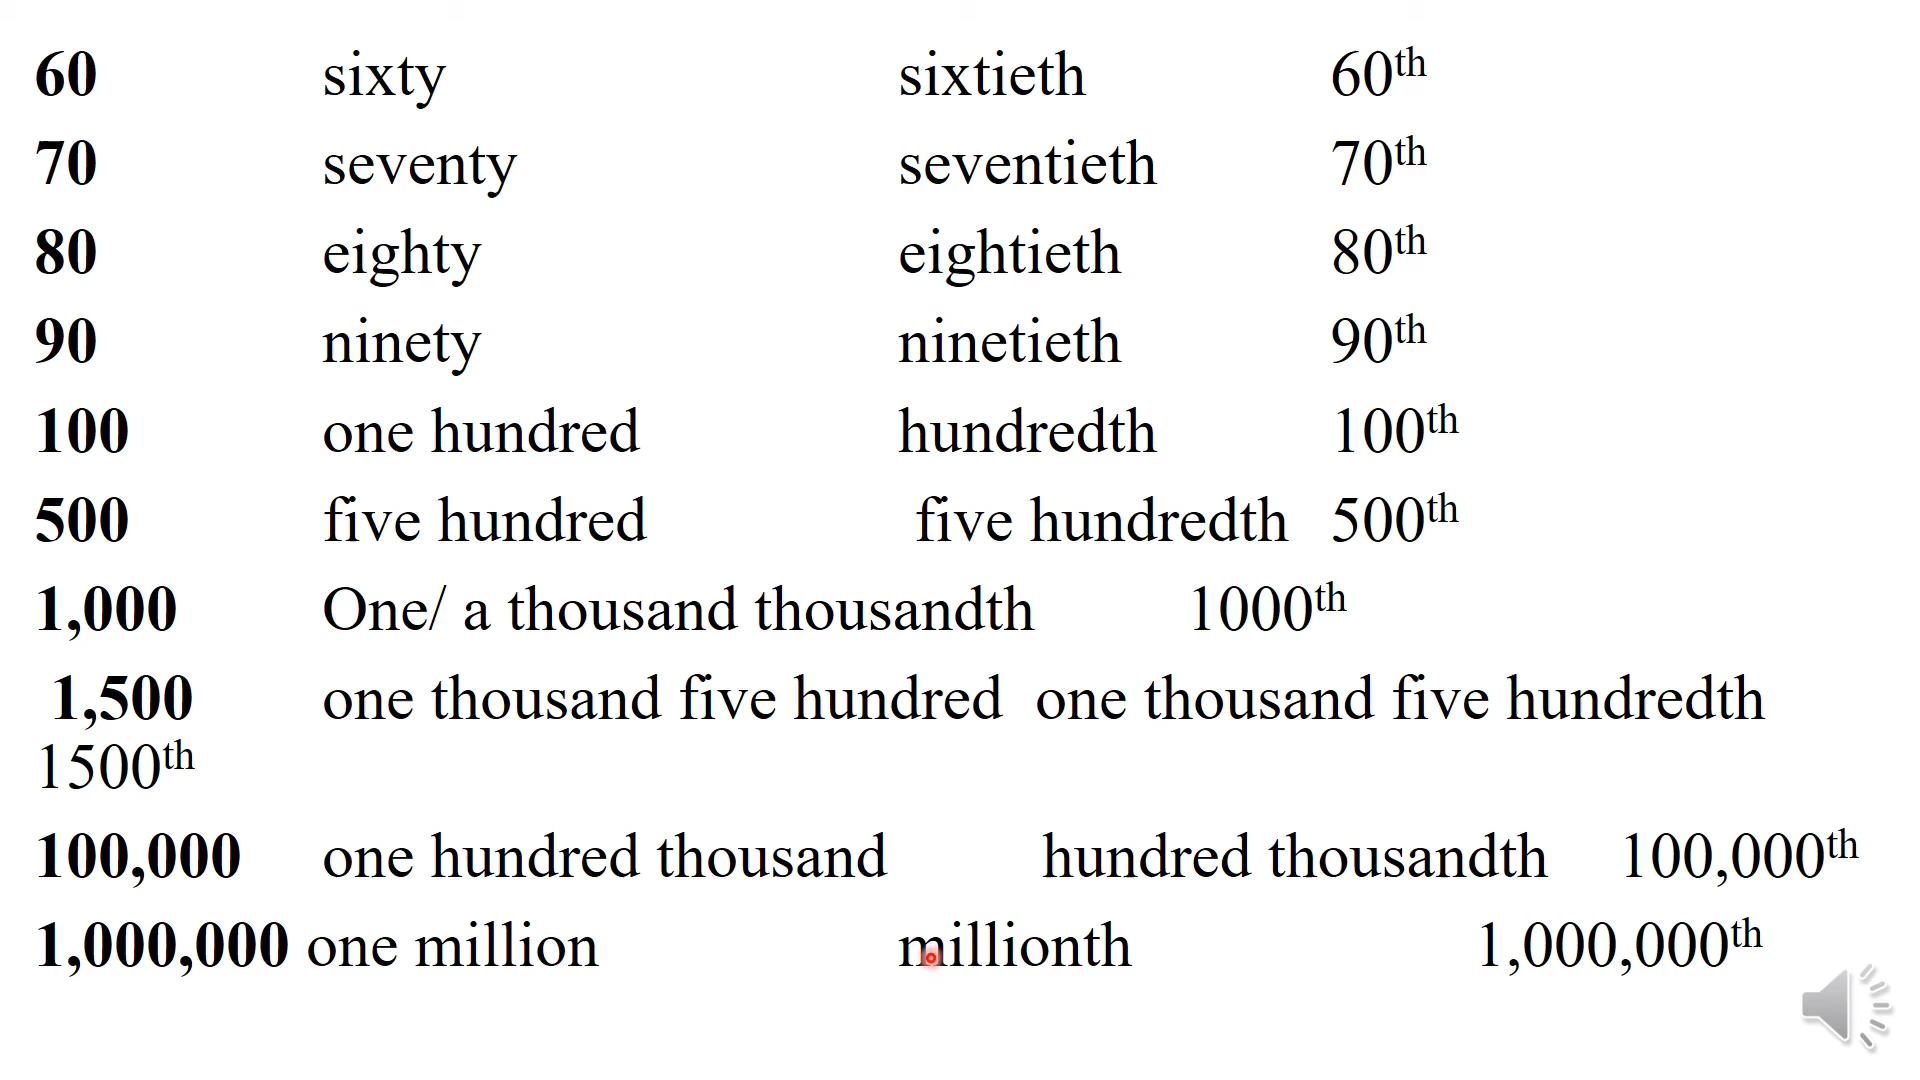 60 sixty sixtieth 60th
70 seventy seventieth 70th
80 eighty eightieth 80th
90 ninety ninetieth 90th
100 one hundred hundredth 100th
500 five hundred five hundredth 500th
1,000 One/ a thousand thousandth 1000th
1,500 one thousand five hundred one thousand five hundredth
1500th
100,000 one hundred thousand hundred thousandth 100,000th
1,000,000 one million millionth 1,000,000th